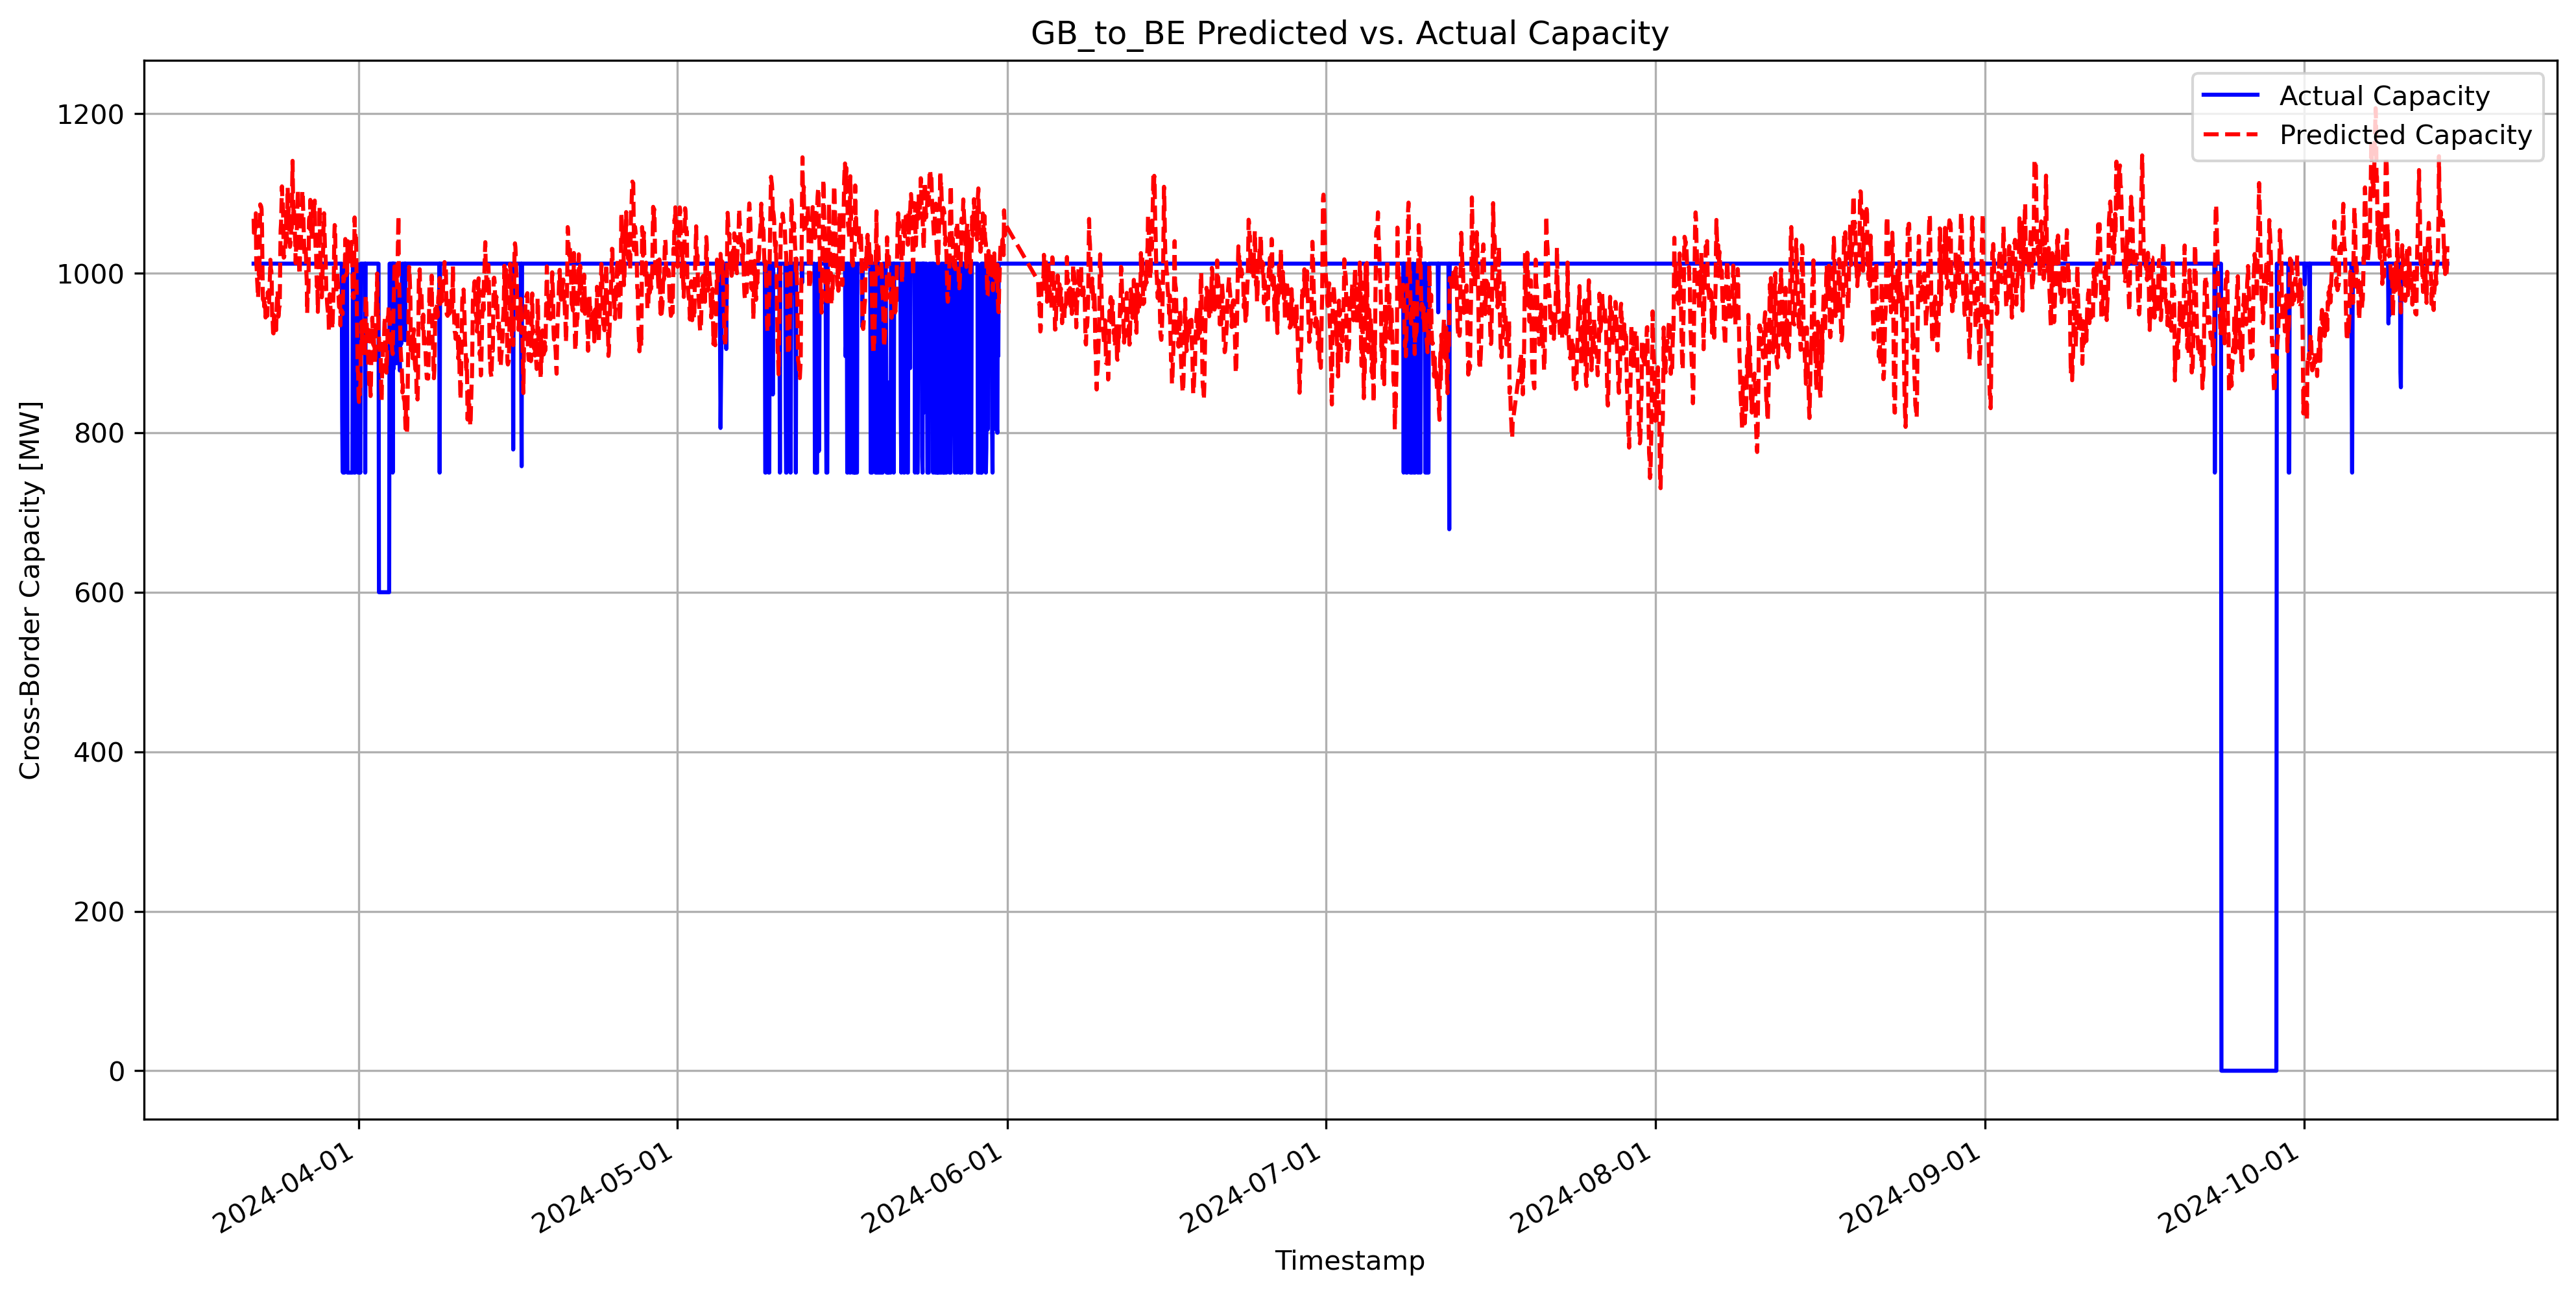 GB_to_BE Predicted vs. Actual Capacity
Actual Capacity
Predicted Capacity
Cross-Border Capacity [MW]
1200
1000
800
600
400
200
0
2024-04-01
2024-05-01
2024-06-01
2024-07-01
2024-08-01
2024-09-01
2024-10-01
Timestamp